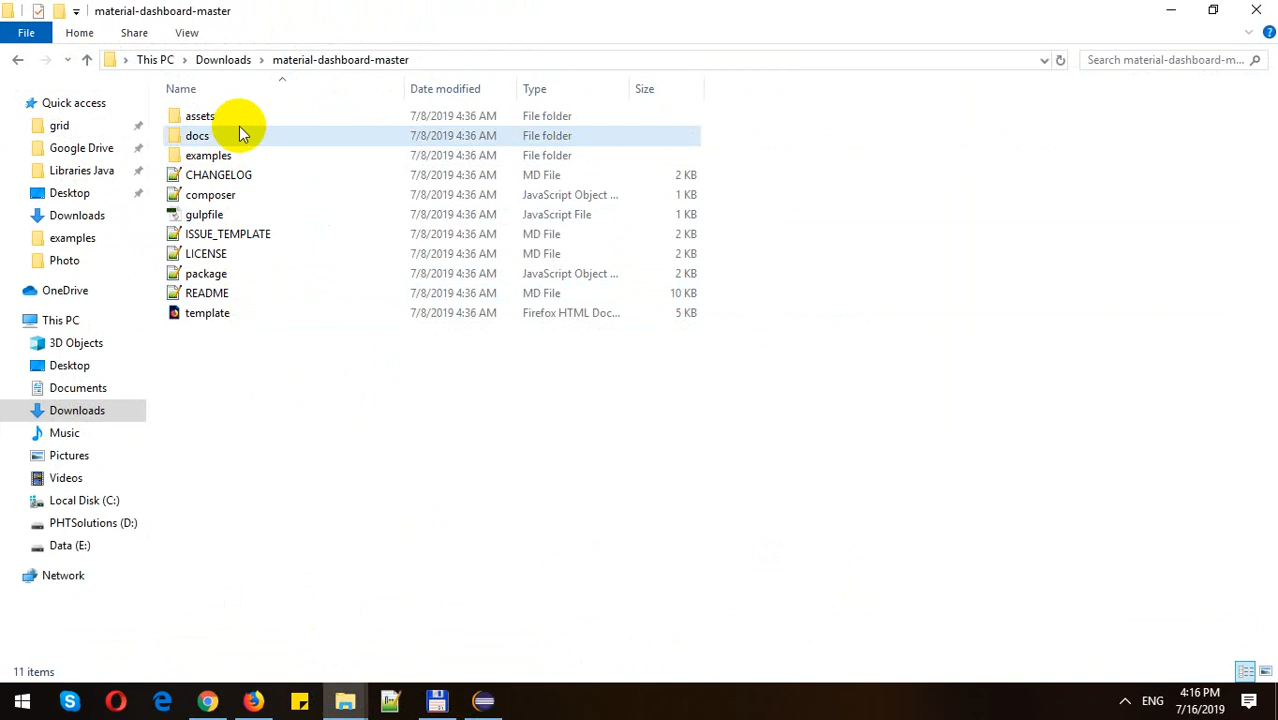 material-dashboard-master
File Home Share View
This PC Downloads material-dashboard-master Search material-dashboard-m...
Name Date modified Type Size
Quick access
grid
Google Drive
Libraries Java
Desktop
Downloads
examples
Photo
OneDrive
This PC
3D Objects
Desktop
Documents
Downloads
Music
Pictures
Videos
Local Disk (C:)
PHTSolutions (D:)
Data (E:)
Network
assets 7/8/2019 4:36 AM File folder
docs 7/8/2019 4:36 AM File folder
examples 7/8/2019 4:36 AM File folder
CHANGELOG 7/8/2019 4:36 AM MD File 2 KB
composer 7/8/2019 4:36 AM JavaScript Object ... 1 KB
gulpfile 7/8/2019 4:36 AM JavaScript File 1 KB
ISSUE_TEMPLATE 7/8/2019 4:36 AM MD File 2 KB
LICENSE 7/8/2019 4:36 AM MD File 2 KB
package 7/8/2019 4:36 AM JavaScript Object ... 2 KB
README 7/8/2019 4:36 AM MD File 10 KB
template 7/8/2019 4:36 AM Firefox HTML Doc... 5 KB
11 items
ENG
4:16 PM
7/16/2019